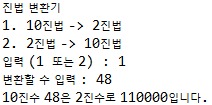 진법 변환기
1. 10진법 -> 2진법
2. 2진법 -> 10진법
입력 (1 또는 2) : 1
변환할 수 입력 : 48
10진수 48은 2진수로 110000입니다.